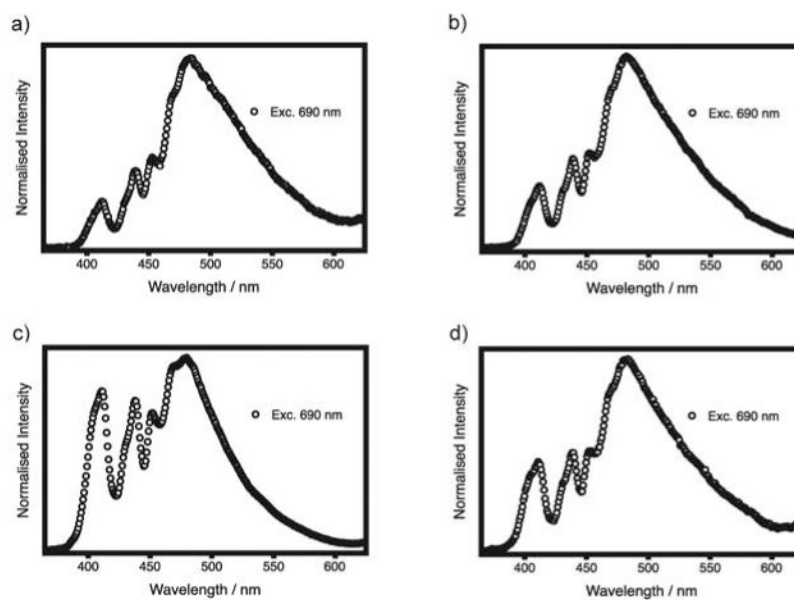 a)
Normalised Intensity
Exc. 690 nm
400 450 500 550 600
Wavelength / nm
b)
Normalised Intensity
Exc. 690 nm
400 450 500 550 600
Wavelength / nm
c)
Normalised Intensity
Exc. 690 nm
400 450 500 550 600
Wavelength / nm
d)
Normalised Intensity
Exc. 690 nm
400 450 500 550 600
Wavelength / nm